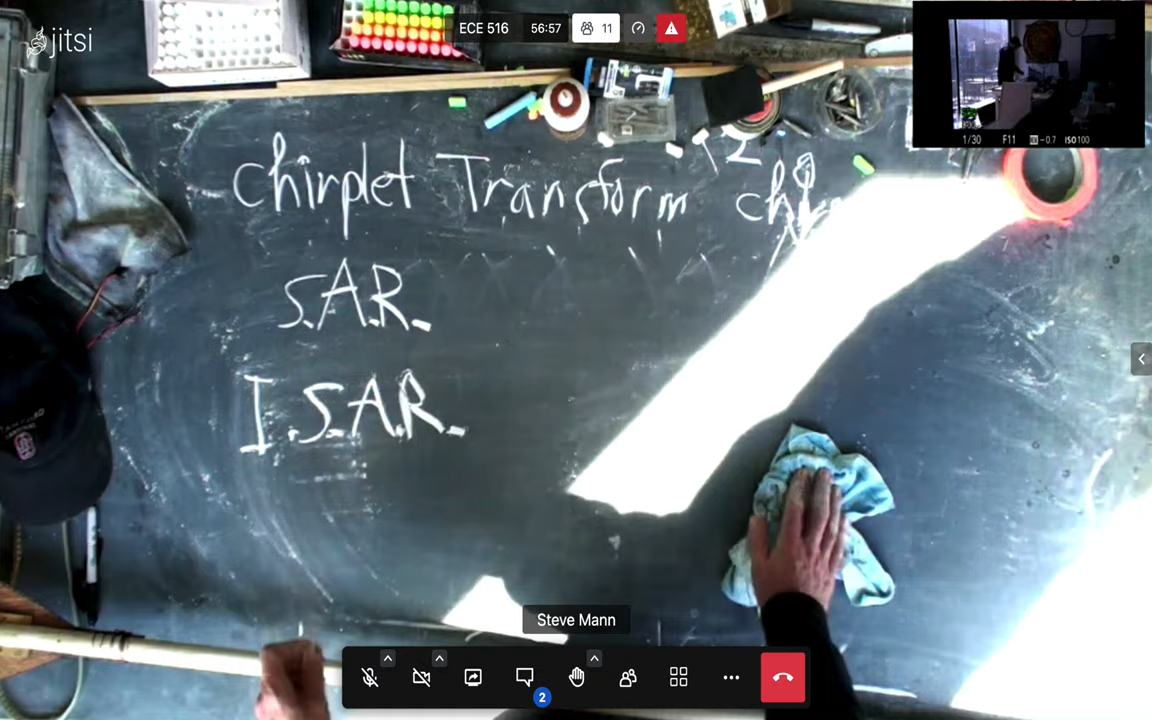 jitsi
ECE 516 56:57 11
1/30 F11 -0.7 ISO100
chirplet Transform
S.A.R.
I.S.A.R.
Steve Mann
2